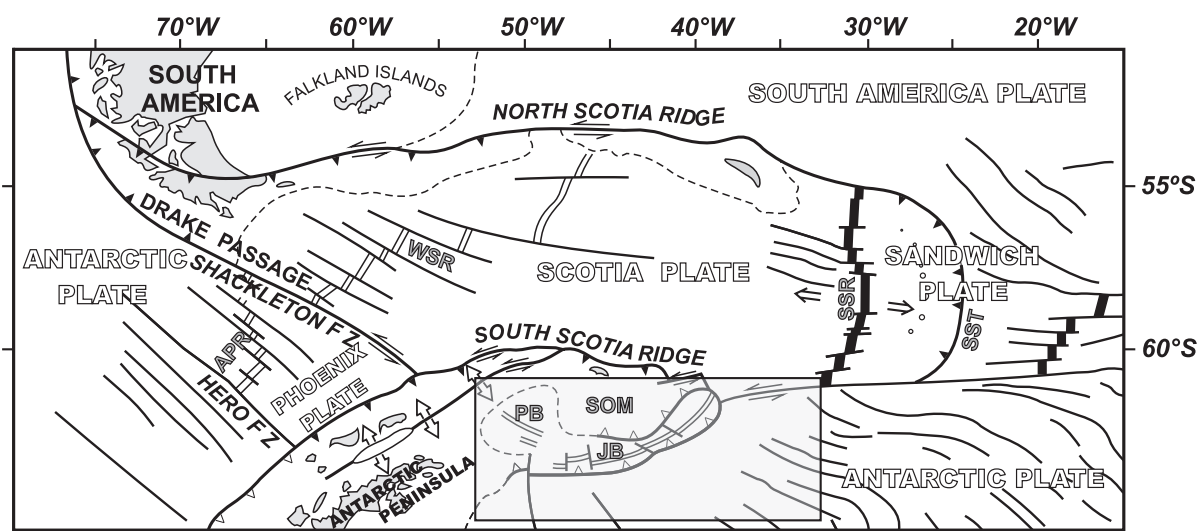 70°W 60°W 50°W 40°W 30°W 20°W
SOUTH
AMERICA
FALKLAND ISLANDS
NORTH SCOTIA RIDGE
SOUTH AMERICA PLATE
55°S
DRAKE PASSAGE
ANTARCTIC
PLATE
SHACKLETON F Z
WSR
SCOTIA PLATE
SANDWICH
PLATE
SSR
SST
APR
PHOENIX
PLATE
HERO F Z
SOUTH SCOTIA RIDGE
60°S
PB
SOM
JB
ANTARCTIC
PENINSULA
ANTARCTIC PLATE